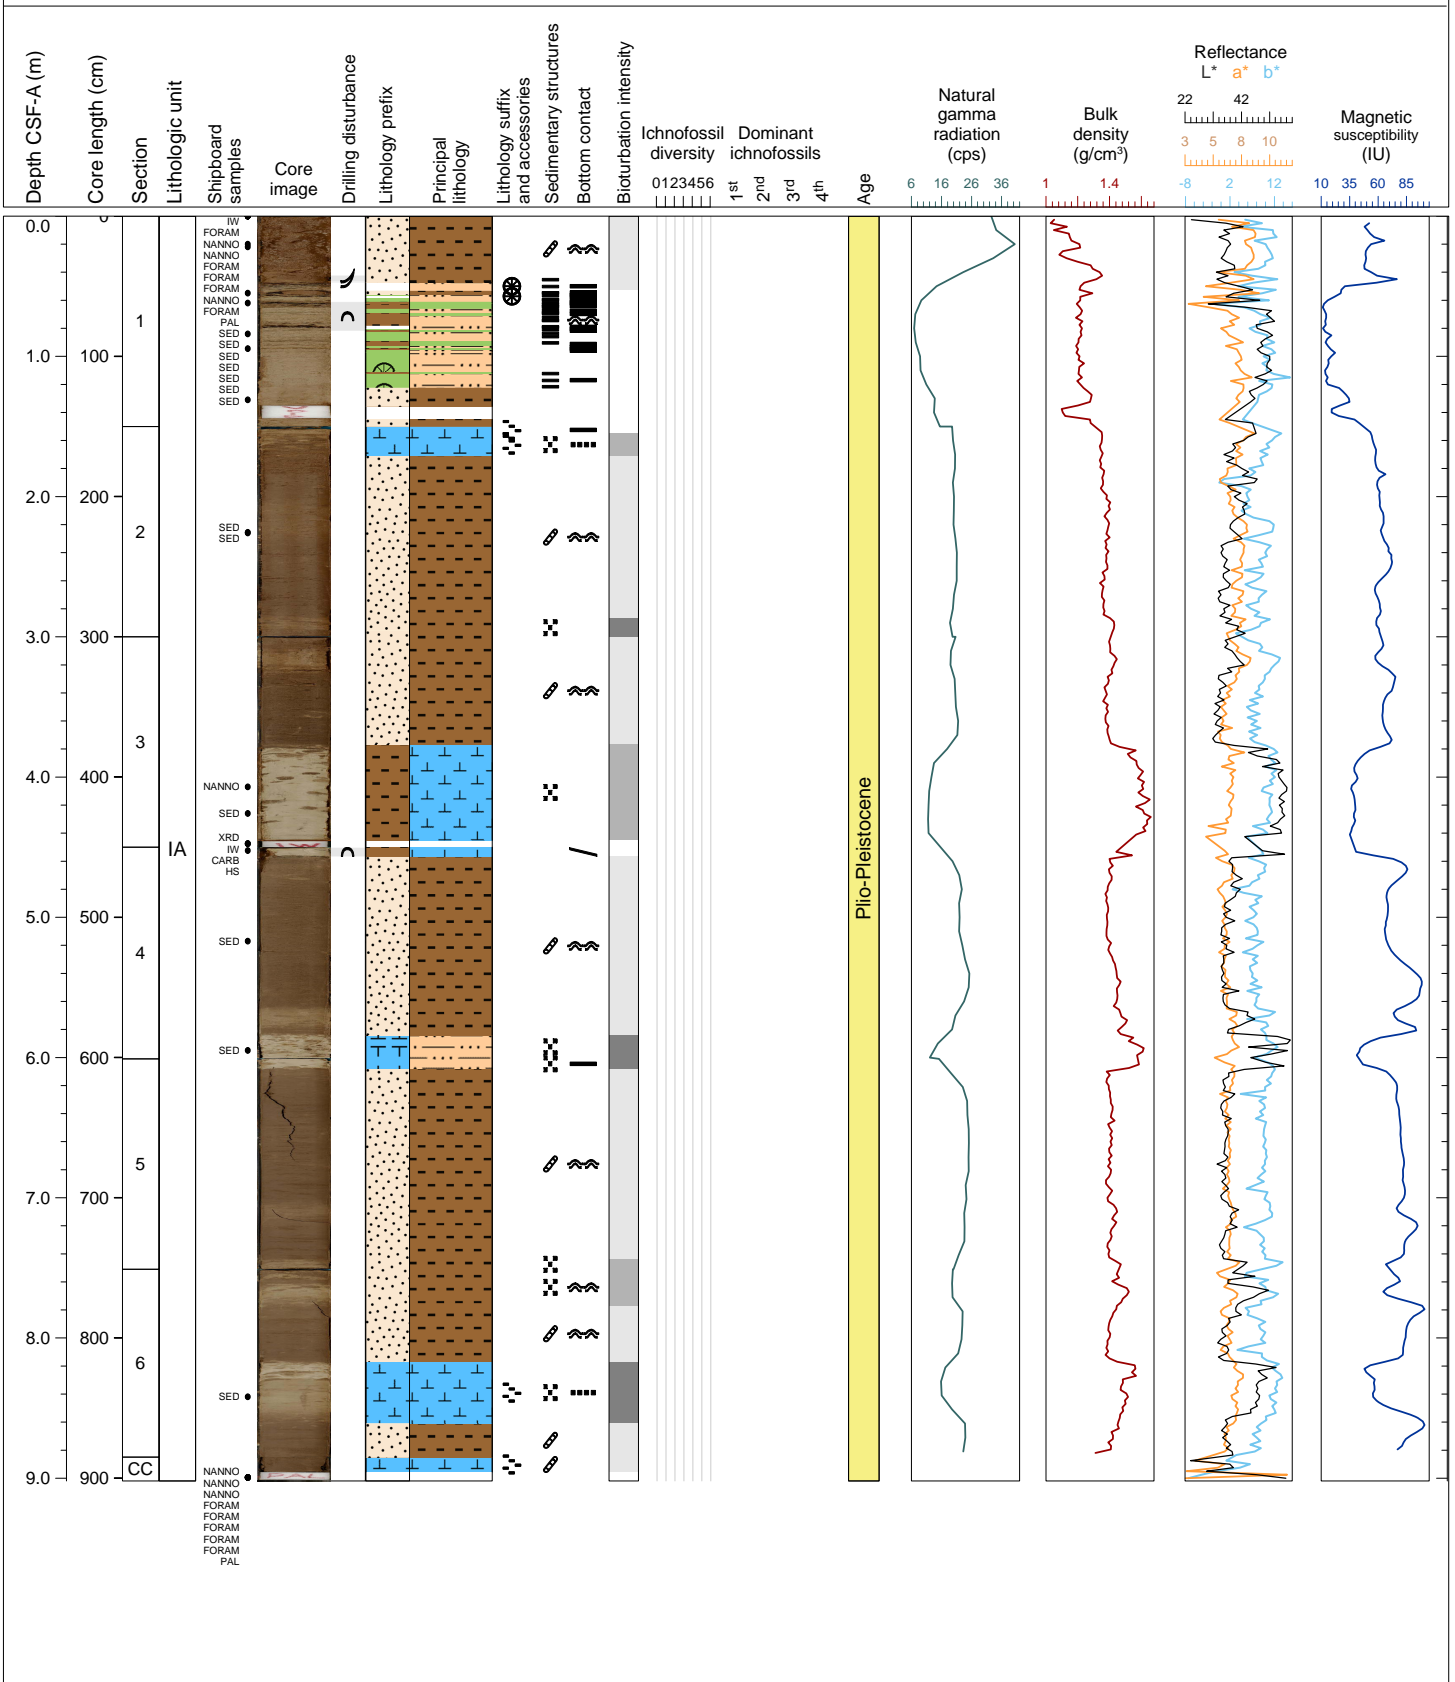 Depth CSF-A (m)
Core length (cm)
Section
Lithologic unit
Shipboard
samples
Core
image
Drilling disturbance
Lithology prefix
Principal
lithology
Lithology suffix
and accessories
Sedimentary structures
Bottom contact
Bioturbation intensity
Ichnofossil
diversity
0123456
Dominant
ichnofossils
1st
2nd
3rd
4th
Age
Natural
gamma
radiation
(cps)
6 16 26 36
Bulk
density
(g/cm³)
1 1.4
Reflectance
L* a* b*
22 42
3 5 8 10
-8 2 12
Magnetic
susceptibility
(IU)
10 35 60 85
0.0
1.0
2.0
3.0
4.0
5.0
6.0
7.0
8.0
9.0
0
100
200
300
400
500
600
700
800
900
1
2
3
4
5
6
CC
IA
IW
FORAM
NANNO
NANNO
FORAM
FORAM
FORAM
NANNO
FORAM
PAL
SED
SED
SED
SED
SED
SED
SED
SED
SED
NANNO
SED
XRD
IW
CARB
HS
SED
SED
SED
NANNO
NANNO
NANNO
FORAM
FORAM
FORAM
FORAM
FORAM
PAL
Plio-Pleistocene